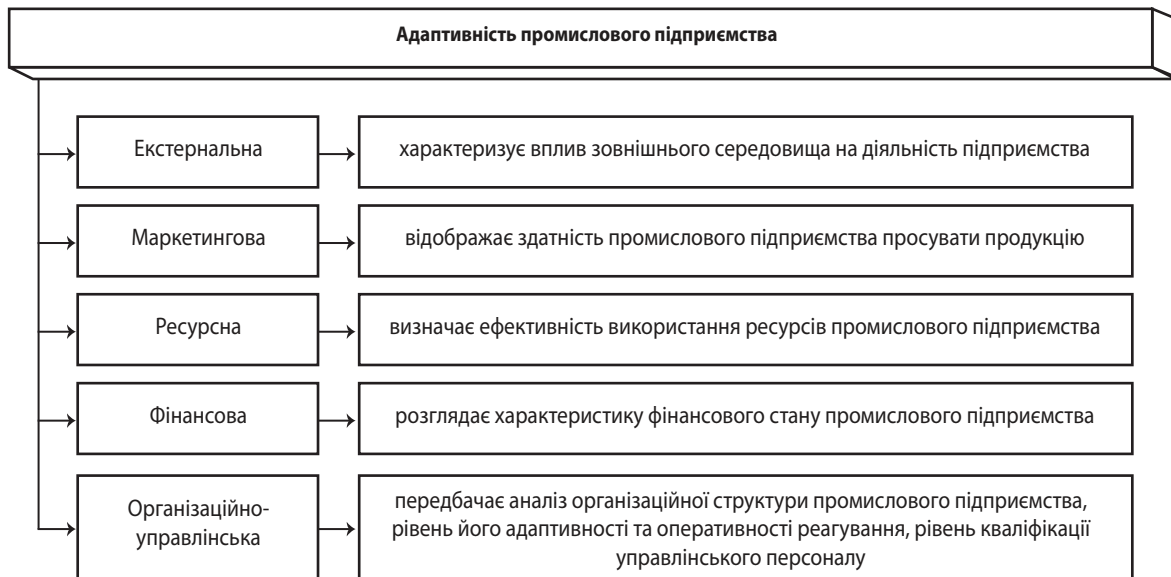 Адаптивність промислового підприємства
Екстернальна
характеризує вплив зовнішнього середовища на діяльність підприємства
Маркетингова
відображає здатність промислового підприємства просувати продукцію
Ресурсна
визначає ефективність використання ресурсів промислового підприємства
Фінансова
розглядає характеристику фінансового стану промислового підприємства
Організаційно-
управлінська
передбачає аналіз організаційної структури промислового підприємства,
рівень його адаптивності та оперативності реагування, рівень кваліфікації
управлінського персоналу